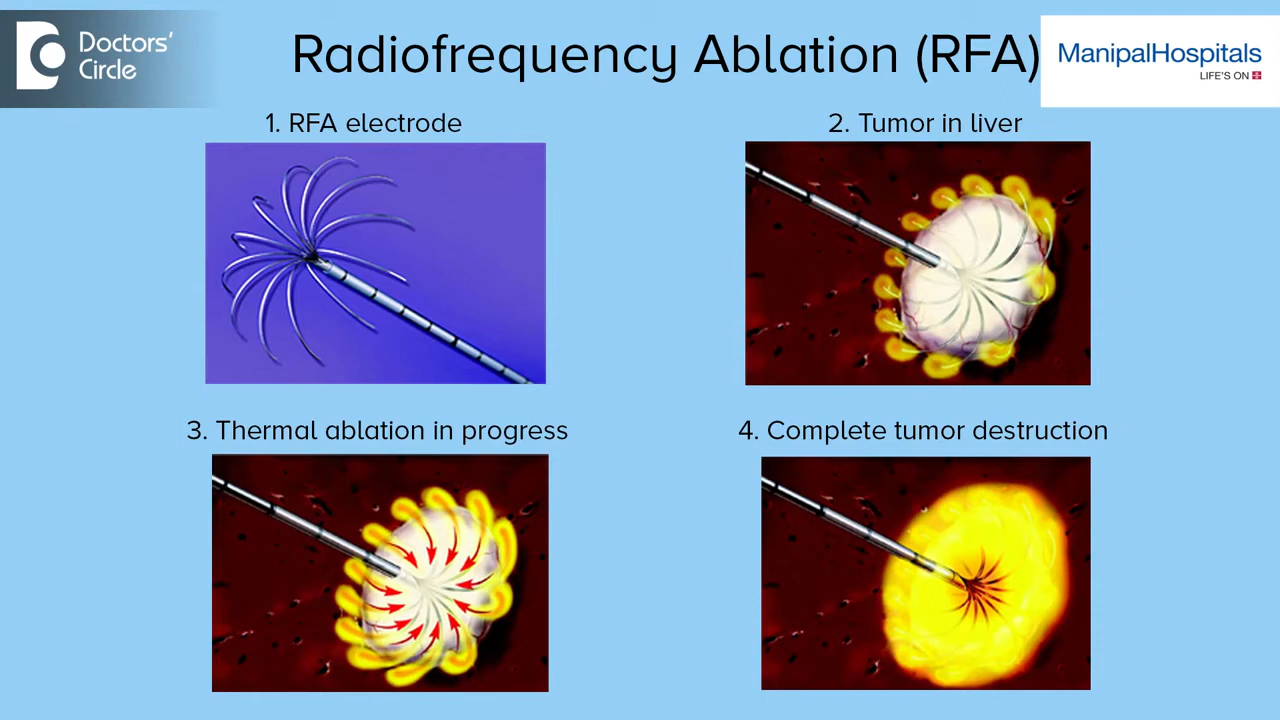 Doctors'
Circle
Radiofrequency Ablation (RFA)
ManipalHospitals
LIFE'S ON
1. RFA electrode
2. Tumor in liver
3. Thermal ablation in progress
4. Complete tumor destruction